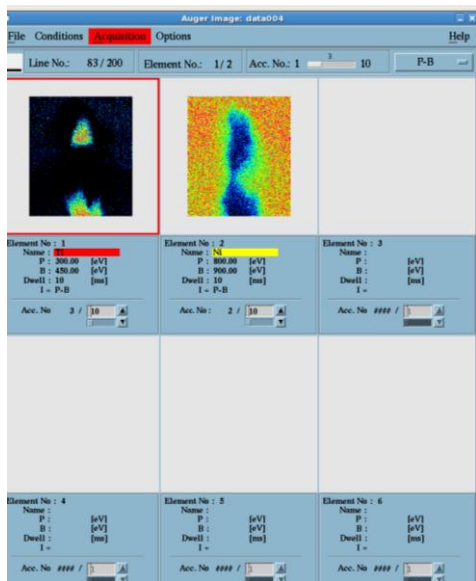 Auger Image: data004
File Conditions Acquisition Options Help
Line No.: 83 / 200 Element No.: 1/2 Acc. No.: 1 3 10 P-B
Element No : 1
Name : Ti
P : 300.00 [eV]
B : 450.00 [eV]
Dwell : 10 [ms]
I = P-B
Acc. No 3 / 10
Element No : 2
Name : Ni
P : 800.00 [eV]
B : 900.00 [eV]
Dwell : 10 [ms]
I = P-B
Acc. No : 2 / 10
Element No : 3
Name :
P : [eV]
B : [eV]
Dwell : [ms]
I =
Acc. No #### / 1
Element No : 4
Name :
P : [eV]
B : [eV]
Dwell : [ms]
I =
Acc. No #### / 1
Element No : 5
Name :
P : [eV]
B : [eV]
Dwell : [ms]
I =
Acc. No #### / 1
Element No : 6
Name :
P : [eV]
B : [eV]
Dwell : [ms]
I =
Acc. No #### / 1